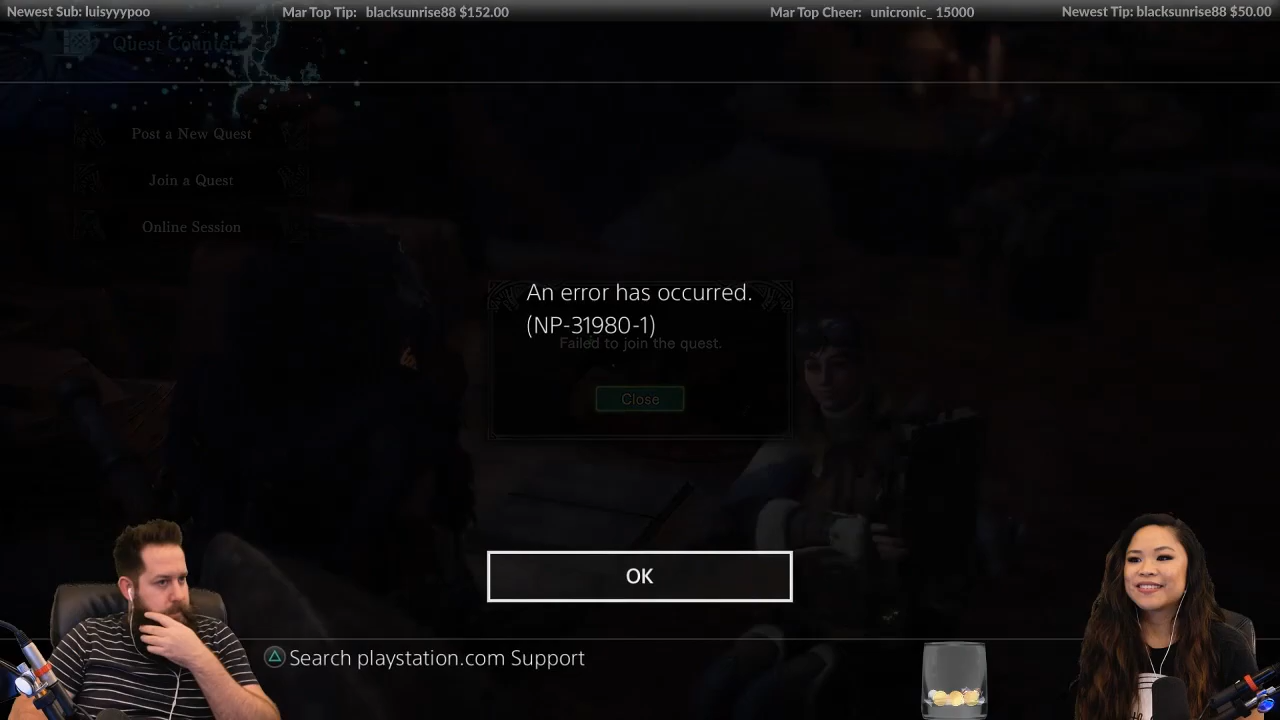 Newest Sub: luisyyypoo
Mar Top Tip: blacksunrise88 $152.00
Mar Top Cheer: unicronic_ 15000
Newest Tip: blacksunrise88 $50.00
Quest Counter
Post a New Quest
Join a Quest
Online Session
An error has occurred.
(NP-31980-1)
Failed to join the quest.
Close
OK
Search playstation.com Support